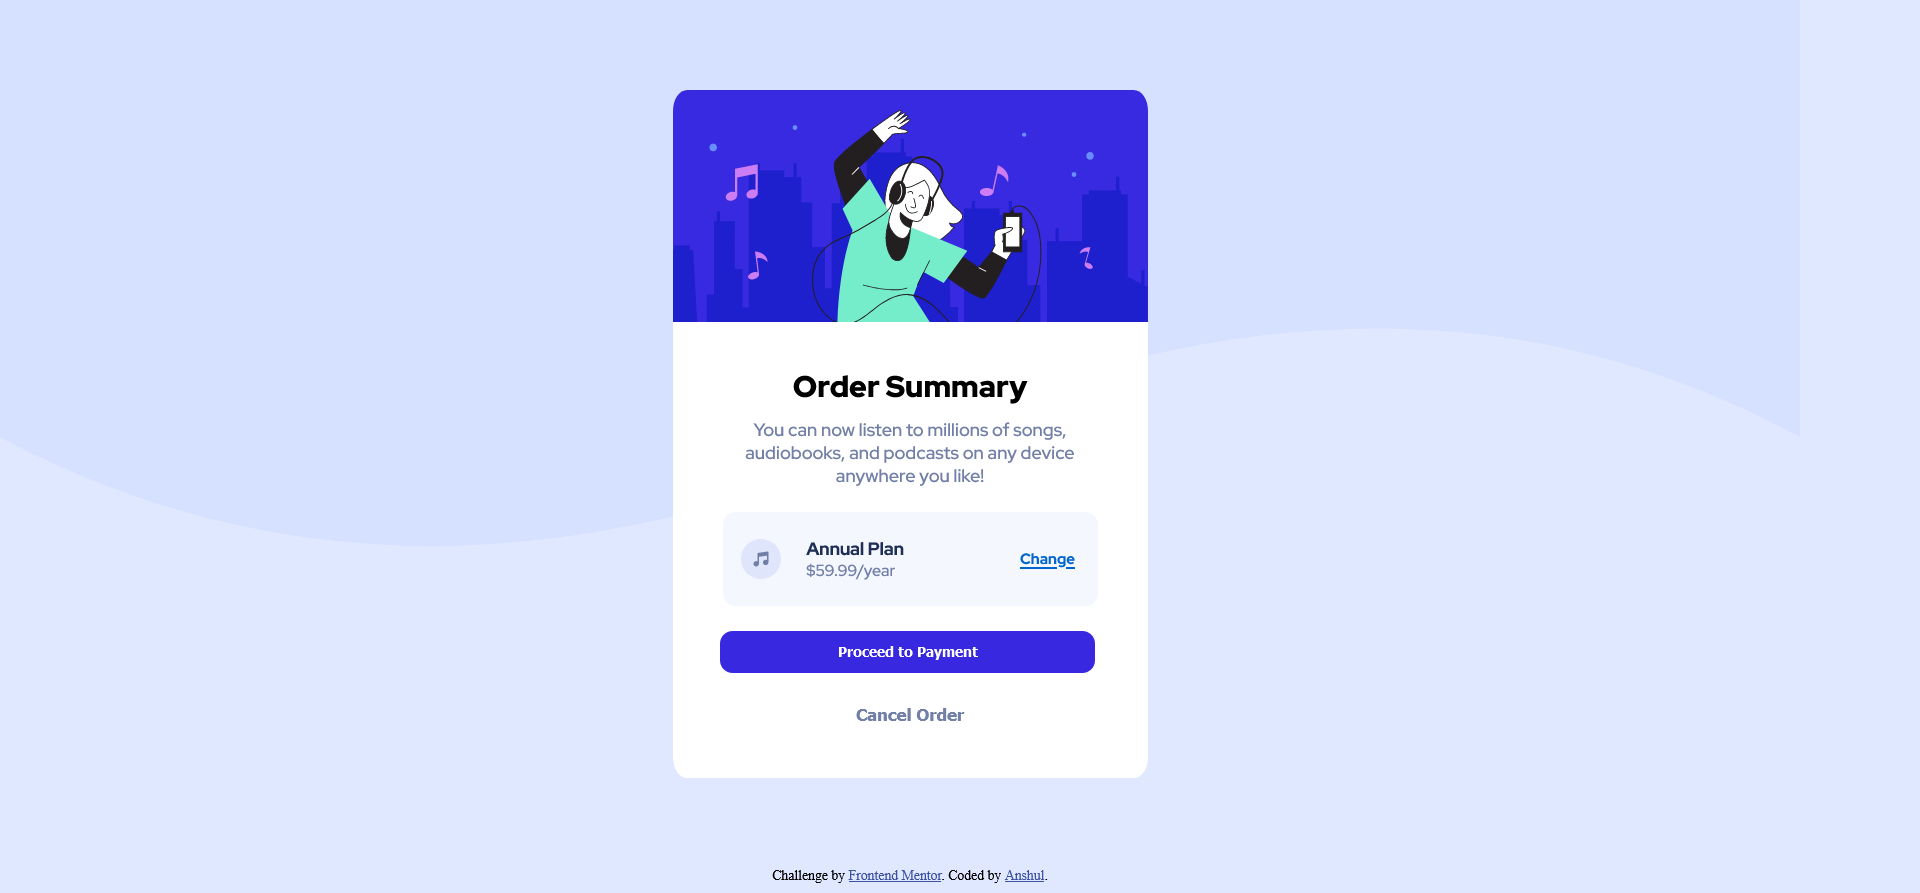 Order Summary
You can now listen to millions of songs,
audiobooks, and podcasts on any device
anywhere you like!
Annual Plan
$59.99/year
Change
Proceed to Payment
Cancel Order
Challenge by Frontend Mentor. Coded by Anshul.